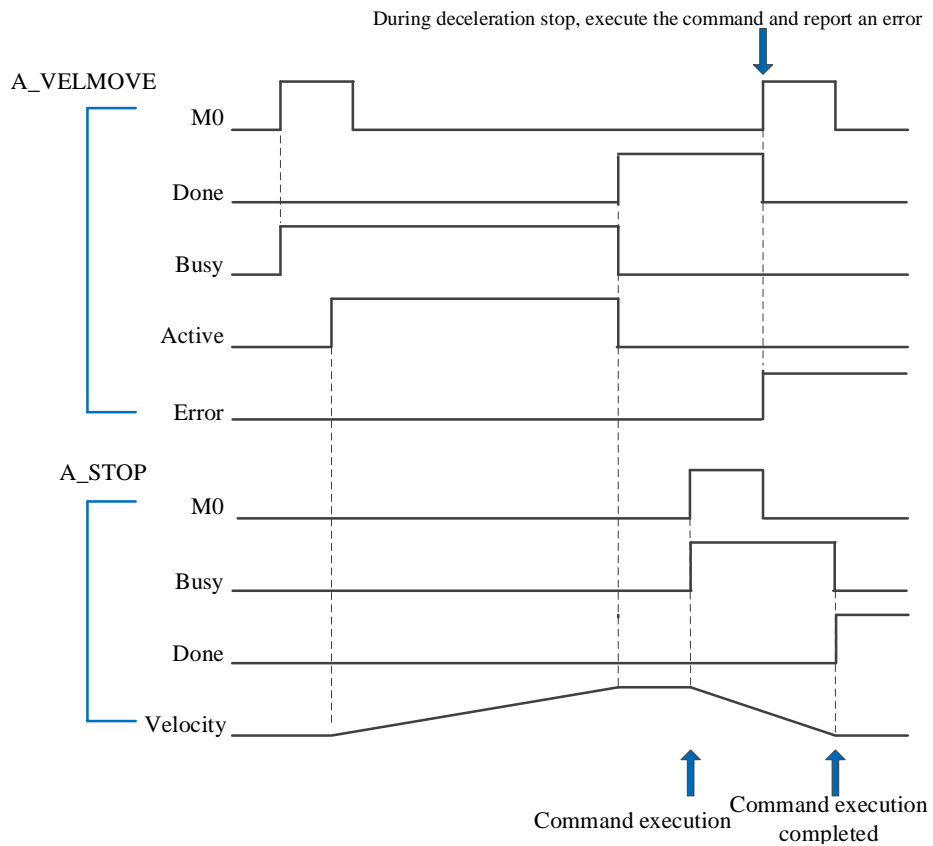 During deceleration stop, execute the command and report an error
A_VELMOVE
M0
Done
Busy
Active
Error
A_STOP
M0
Busy
Done
Velocity
Command execution
Command execution
completed